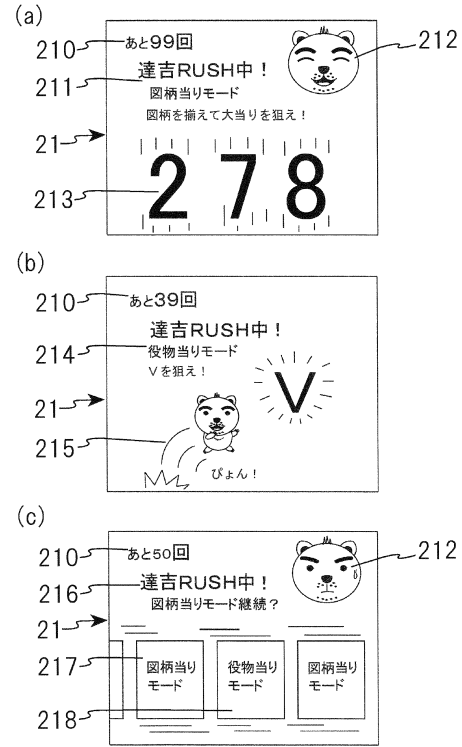 (a)
210
あと99回
212
達吉RUSH中！
211
図柄当りモード
図柄を揃えて大当りを狙え！
21
2 7 8
213
(b)
210
あと39回
達吉RUSH中！
214
役物当りモード
Vを狙え！
V
21
215
ぴょん！
(c)
210
あと50回
212
216
達吉RUSH中！
図柄当りモード継続？
21
217
図柄当り
モード
役物当り
モード
図柄当り
モード
218